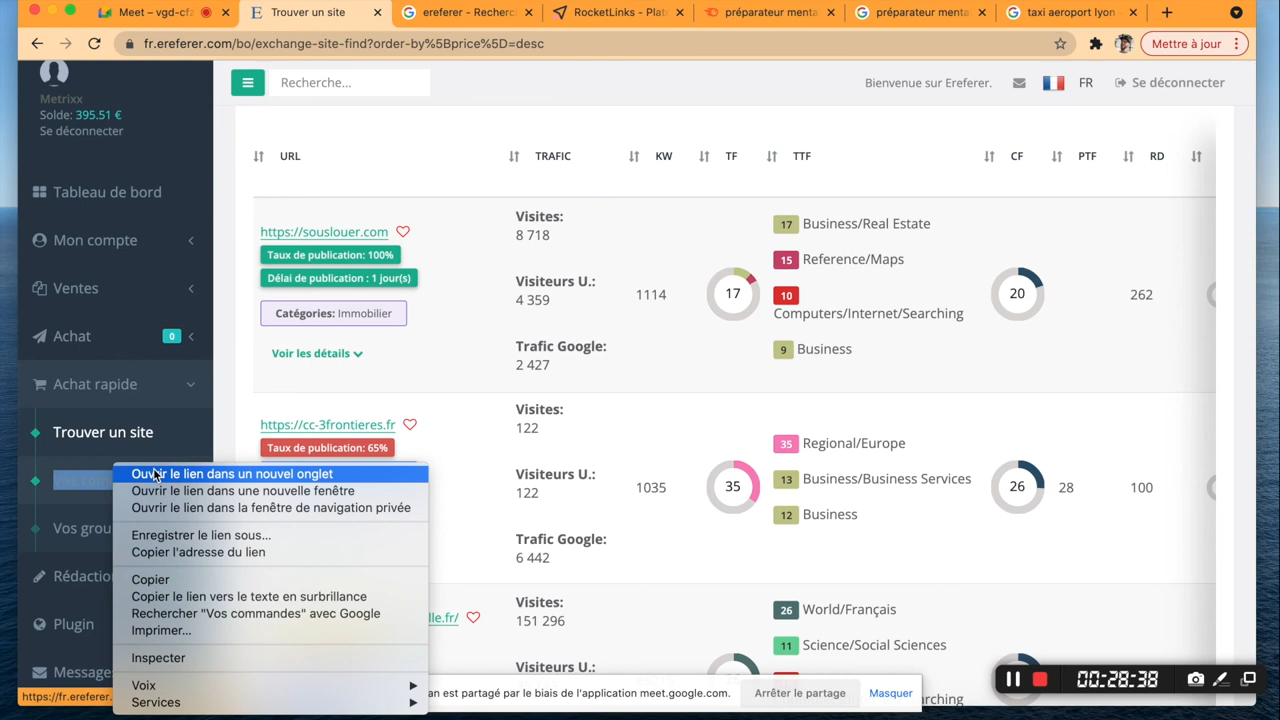 Meet – vgd-cfz
Trouver un site
ereferer - Recherc
RocketLinks - Plate
préparateur menta
préparateur menta
taxi aeroport lyon -
fr.ereferer.com/bo/exchange-site-find?order-by%5Bprice%5D=desc
Mettre à jour
Metrixx
Solde: 395.51 €
Se déconnecter
Recherche...
Bienvenue sur Ereferer.
FR
Se déconnecter
Tableau de bord
Mon compte
Ventes
Achat
0
Achat rapide
Trouver un site
Vos grou
Rédaction
Plugin
Message
URL
TRAFIC
KW
TF
TTF
CF
PTF
RD
https://souslouer.com
Taux de publication: 100%
Délai de publication : 1 jour(s)
Catégories: Immobilier
Voir les détails
Visites:
8 718
Visiteurs U.:
4 359
Trafic Google:
2 427
1114
17
17 Business/Real Estate
15 Reference/Maps
10
Computers/Internet/Searching
9 Business
20
262
https://cc-3frontieres.fr
Taux de publication: 65%
Visites:
122
Visiteurs U.:
122
Trafic Google:
6 442
1035
35
35 Regional/Europe
13 Business/Business Services
12 Business
26
28
100
lle.fr/
Visites:
151 296
Visiteurs U.:
26 World/Français
11 Science/Social Sciences
arching
Ouvrir le lien dans un nouvel onglet
Ouvrir le lien dans une nouvelle fenêtre
Ouvrir le lien dans la fenêtre de navigation privée
Enregistrer le lien sous...
Copier l'adresse du lien
Copier
Copier le lien vers le texte en surbrillance
Rechercher "Vos commandes" avec Google
Imprimer...
Inspecter
Voix
Services
https://fr.ereferer.
an est partagé par le biais de l'application meet.google.com.
Arrêter le partage
Masquer
00:28:38